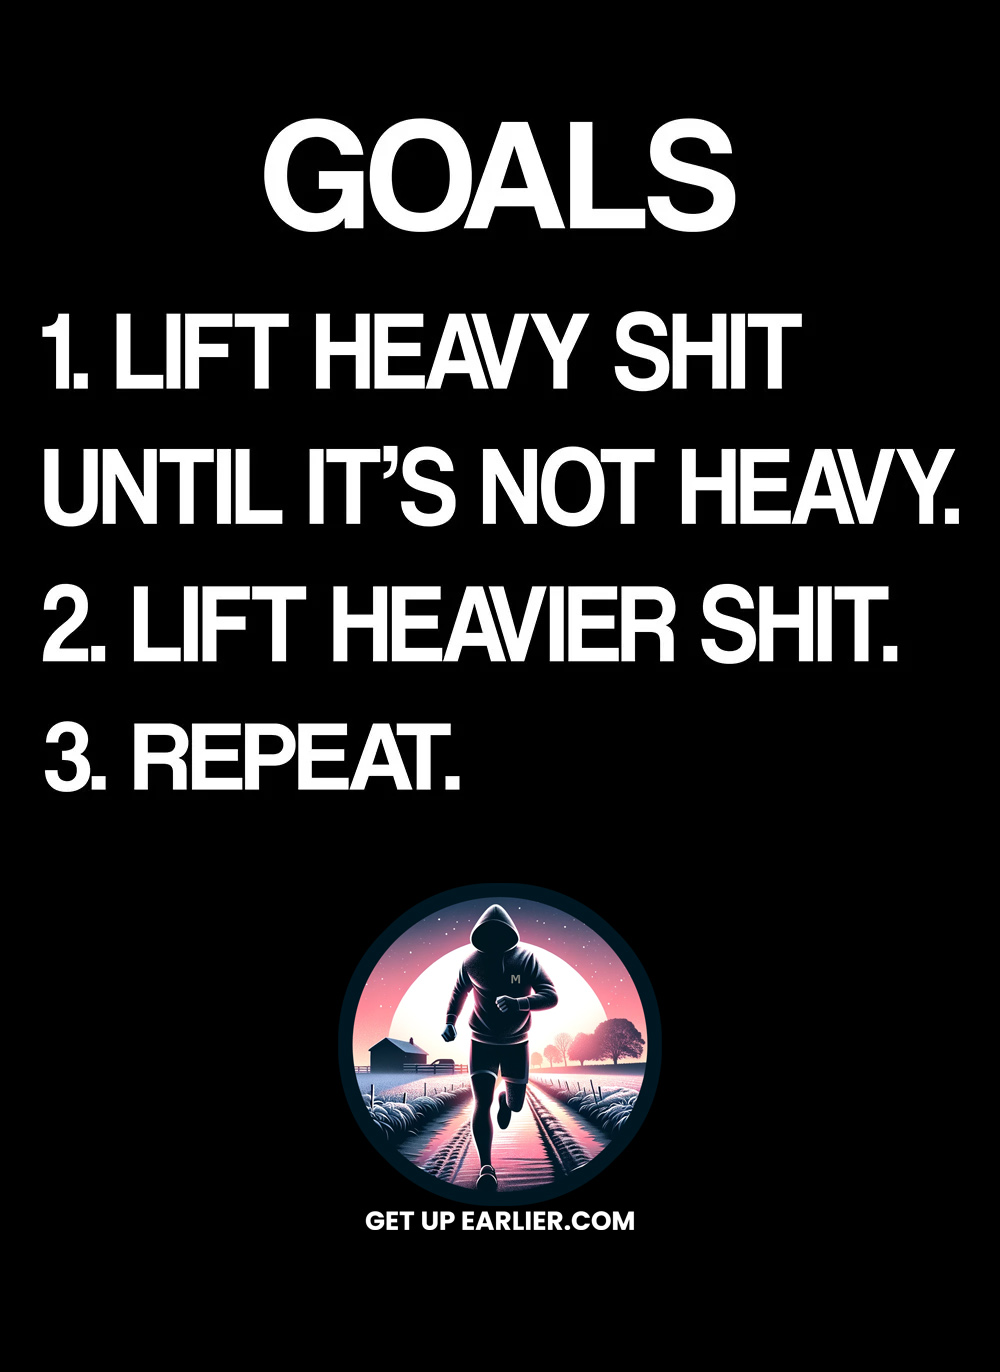 GOALS
1. LIFT HEAVY SHIT
UNTIL IT’S NOT HEAVY.
2. LIFT HEAVIER SHIT.
3. REPEAT.
M
GET UP EARLIER.COM